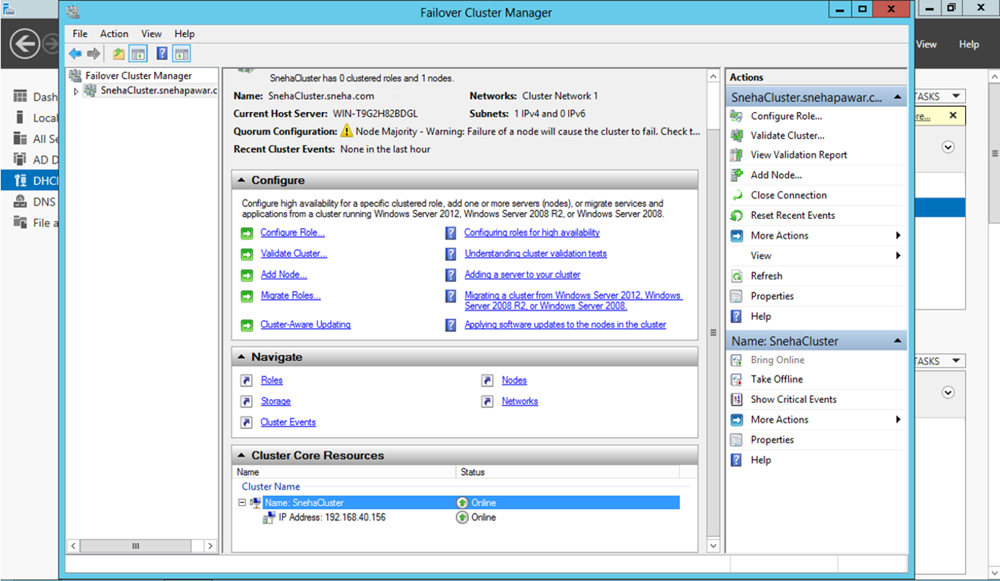 Failover Cluster Manager
File Action View Help
View Help
Failover Cluster Manager
SnehaCluster.snehapawar.c
Dash
Local
All Se
AD D
DHC
DNS
File a
SnehaCluster has 0 clustered roles and 1 nodes.
Name: SnehaCluster.sneha.com Networks: Cluster Network 1
Current Host Server: WIN-T9G2H82BDGL Subnets: 1 IPv4 and 0 IPv6
Quorum Configuration: Node Majority - Warning: Failure of a node will cause the cluster to fail. Check t...
Recent Cluster Events: None in the last hour
Configure
Configure high availability for a specific clustered role, add one or more servers (nodes), or migrate services and
applications from a cluster running Windows Server 2012, Windows Server 2008 R2, or Windows Server 2008.
Configure Role... Configuring roles for high availability
Validate Cluster... Understanding cluster validation tests
Add Node... Adding a server to your cluster
Migrate Roles... Migrating a cluster from Windows Server 2012, Windows
Server 2008 R2, or Windows Server 2008.
Cluster-Aware Updating Applying software updates to the nodes in the cluster
Navigate
Roles Nodes
Storage Networks
Cluster Events
Cluster Core Resources
Name Status
Cluster Name
Name: SnehaCluster Online
IP Address: 192.168.40.156 Online
Actions
SnehaCluster.snehapawar.c...
Configure Role...
Validate Cluster...
View Validation Report
Add Node...
Close Connection
Reset Recent Events
More Actions
View
Refresh
Properties
Help
Name: SnehaCluster
Bring Online
Take Offline
Show Critical Events
More Actions
Properties
Help
TASKS
re...
TASKS